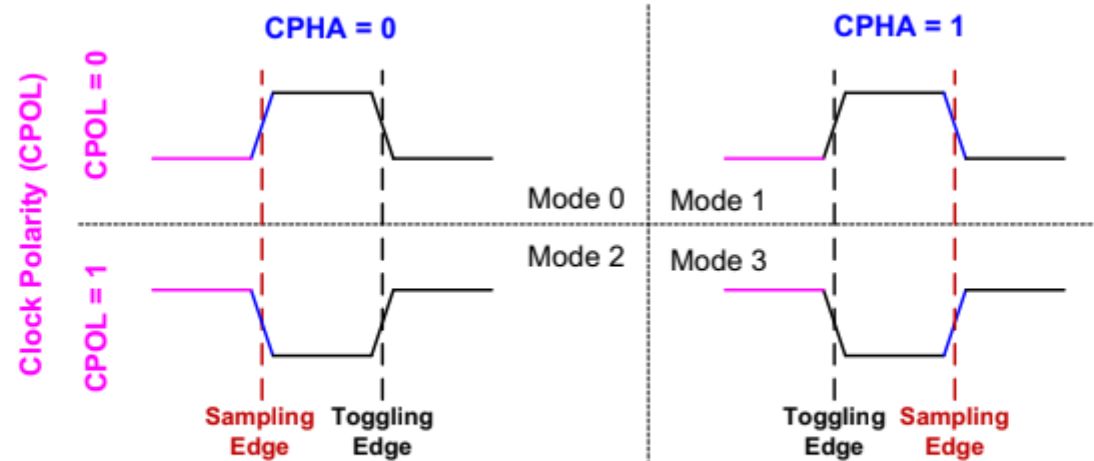 CPHA = 0
CPHA = 1
Clock Polarity (CPOL)
CPOL = 0
Mode 0
Mode 1
CPOL = 1
Mode 2
Mode 3
Sampling
Edge
Toggling
Edge
Toggling
Edge
Sampling
Edge